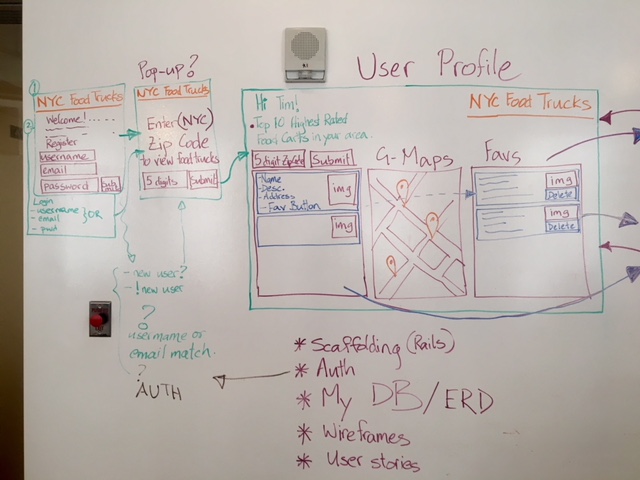 Pop-up?
User Profile
1
NYC Food Trucks
Welcome!
2
Register
username
email
password
Login
- username
- email
OR
NYC Food Trucks
Enter (NYC)
Zip Code
to view food trucks
5 digits Submit
Hi Tim!
NYC Food Trucks
• Top 10 Highest Rated
Food Carts in your area.
5 digit Zipcode Submit
G-Maps
Favs
-Name
-Desc.
-Address
-Fav Button
img
img
img
Delete
img
Delete
- new user?
- ! new user
?
username or
email match.
?
AUTH
* Scaffolding (Rails)
* Auth
* My DB/ERD
* Wireframes
* User stories